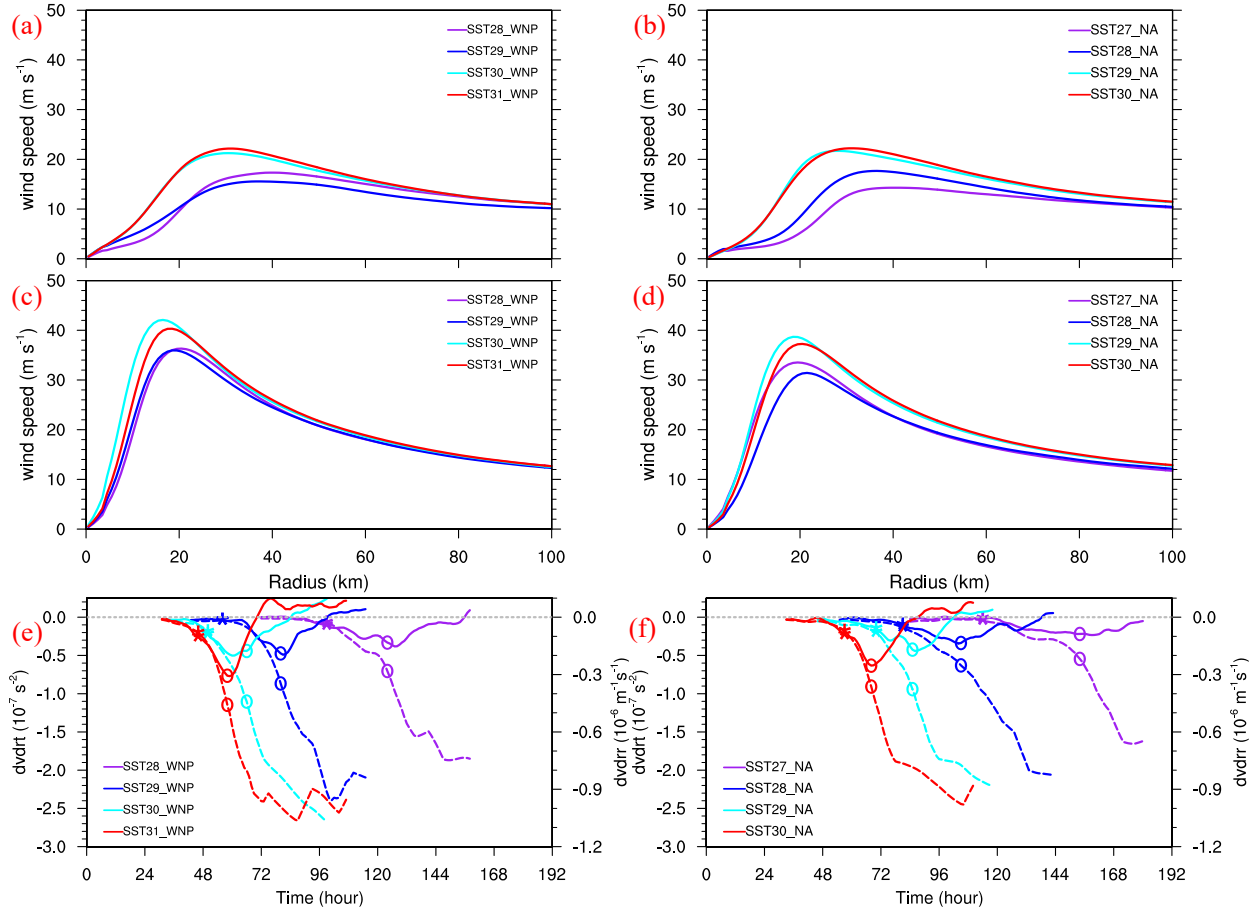 (a)
50
40
30
20
10
0
wind speed (m s⁻¹)
SST28_WNP
SST29_WNP
SST30_WNP
SST31_WNP
(b)
50
40
30
20
10
0
wind speed (m s⁻¹)
SST27_NA
SST28_NA
SST29_NA
SST30_NA
(c)
50
40
30
20
10
0
wind speed (m s⁻¹)
SST28_WNP
SST29_WNP
SST30_WNP
SST31_WNP
0 20 40 60 80 100
Radius (km)
(d)
50
40
30
20
10
0
wind speed (m s⁻¹)
SST27_NA
SST28_NA
SST29_NA
SST30_NA
0 20 40 60 80 100
Radius (km)
(e)
0.0
-0.5
-1.0
-1.5
-2.0
-2.5
-3.0
dvdrt (10⁻⁷ s⁻²)
SST28_WNP
SST29_WNP
SST30_WNP
SST31_WNP
0.0
-0.3
-0.6
-0.9
-1.2
dvdrr (10⁻⁶ m⁻¹s⁻¹)
0 24 48 72 96 120 144 168 192
Time (hour)
(f)
0.0
-0.5
-1.0
-1.5
-2.0
-2.5
-3.0
dvdrt (10⁻⁷ s⁻²)
SST27_NA
SST28_NA
SST29_NA
SST30_NA
0.0
-0.3
-0.6
-0.9
-1.2
dvdrr (10⁻⁶ m⁻¹s⁻¹)
0 24 48 72 96 120 144 168 192
Time (hour)